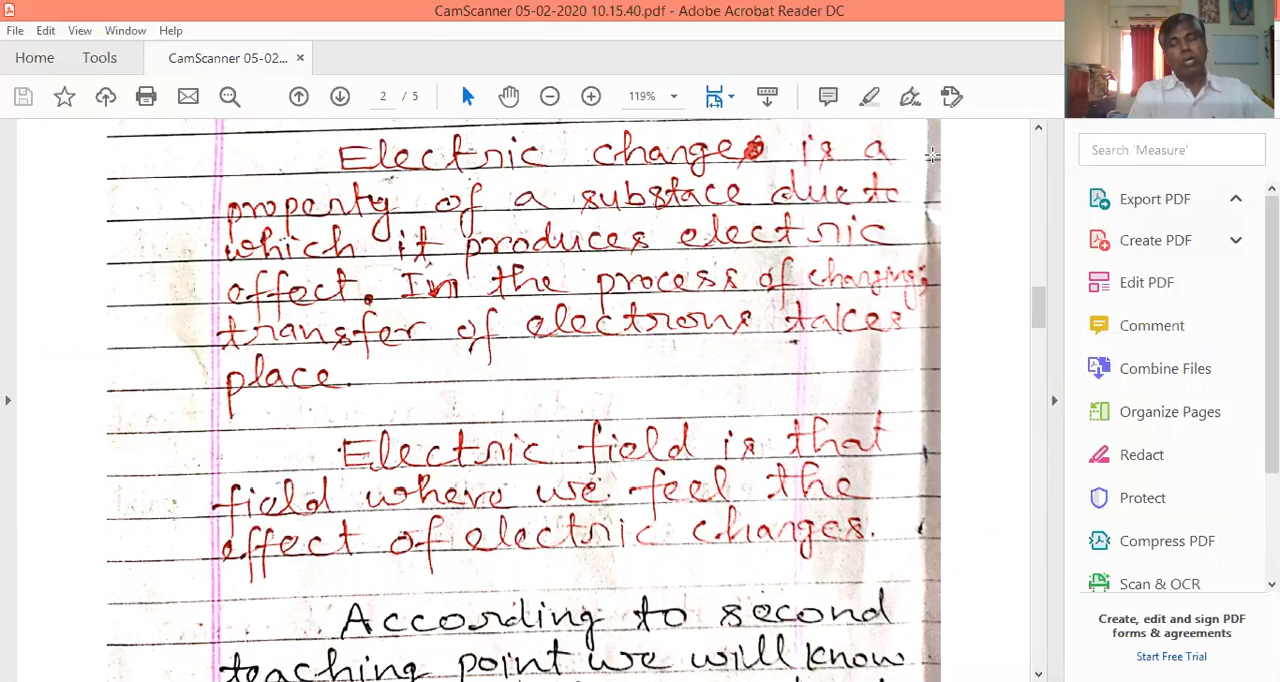 CamScanner 05-02-2020 10.15.40.pdf - Adobe Acrobat Reader DC
File Edit View Window Help
Home Tools CamScanner 05-02... ×
2 / 5 119%
Electric charge is a
property of a substace due to
which it produces electric
effect. In the process of charging,
transfer of electrons takes
place.
Electric field is that
field where we feel the
effect of electric charges.
According to second
teaching point we will know
Search 'Measure'
Export PDF
Create PDF
Edit PDF
Comment
Combine Files
Organize Pages
Redact
Protect
Compress PDF
Scan & OCR
Create, edit and sign PDF
forms & agreements
Start Free Trial